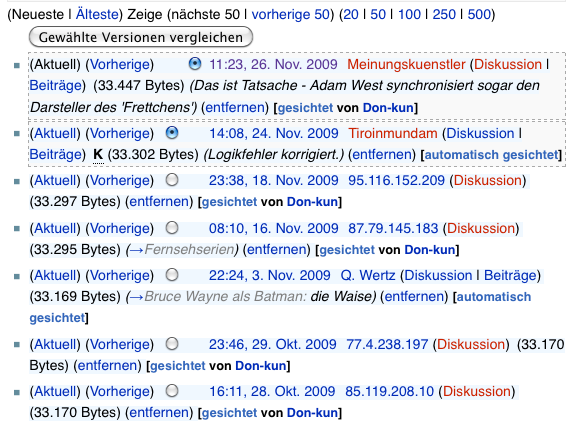 (Neueste | Älteste) Zeige (nächste 50 | vorherige 50) (20 | 50 | 100 | 250 | 500)
Gewählte Versionen vergleichen
(Aktuell) (Vorherige) 11:23, 26. Nov. 2009 Meinungskuenstler (Diskussion |
Beiträge) (33.447 Bytes) (Das ist Tatsache - Adam West synchronisiert sogar den
Darsteller des 'Frettchens') (entfernen) [gesichtet von Don-kun]
(Aktuell) (Vorherige) 14:08, 24. Nov. 2009 Tiroinmundam (Diskussion |
Beiträge) K (33.302 Bytes) (Logikfehler korrigiert.) (entfernen) [automatisch gesichtet]
(Aktuell) (Vorherige) 23:38, 18. Nov. 2009 95.116.152.209 (Diskussion)
(33.297 Bytes) (entfernen) [gesichtet von Don-kun]
(Aktuell) (Vorherige) 08:10, 16. Nov. 2009 87.79.145.183 (Diskussion)
(33.295 Bytes) (→Fernsehserien) (entfernen) [gesichtet von Don-kun]
(Aktuell) (Vorherige) 22:24, 3. Nov. 2009 Q. Wertz (Diskussion | Beiträge)
(33.169 Bytes) (→Bruce Wayne als Batman: die Waise) (entfernen) [automatisch
gesichtet]
(Aktuell) (Vorherige) 23:46, 29. Okt. 2009 77.4.238.197 (Diskussion) (33.170
Bytes) (entfernen) [gesichtet von Don-kun]
(Aktuell) (Vorherige) 16:11, 28. Okt. 2009 85.119.208.10 (Diskussion)
(33.170 Bytes) (entfernen) [gesichtet von Don-kun]